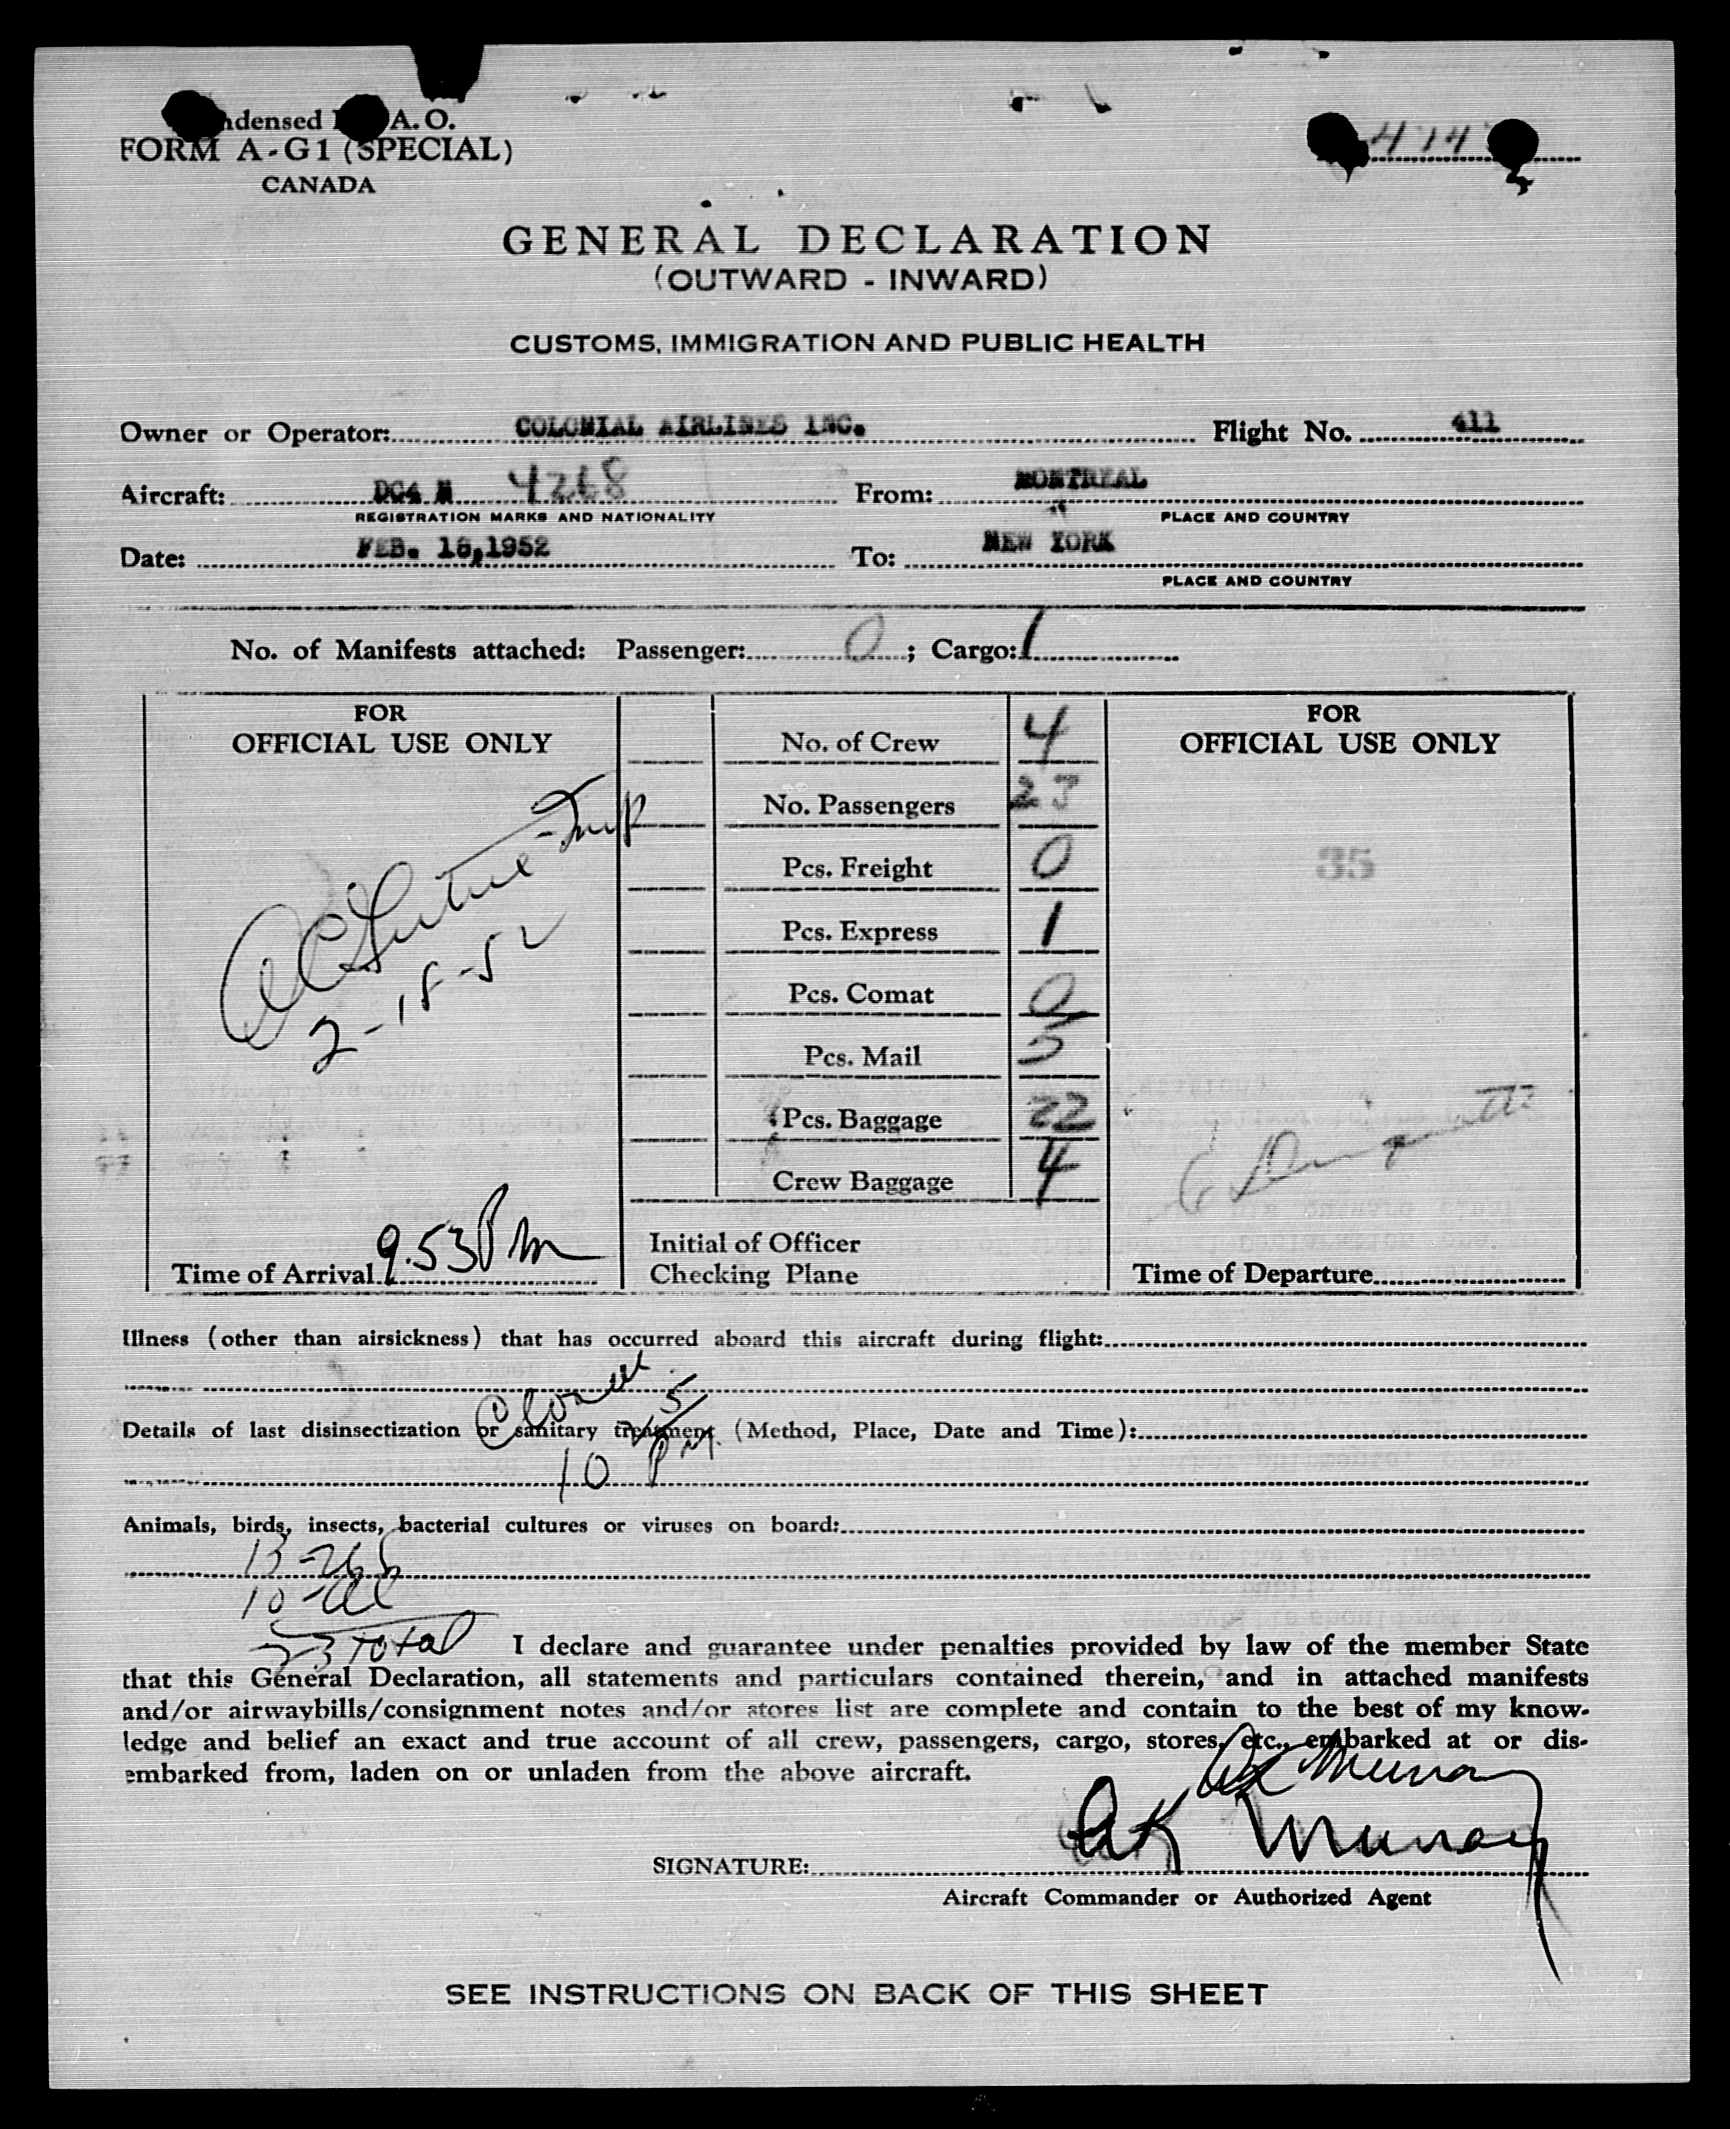 Condensed A.O.
FORM A-G1 (SPECIAL)
CANADA
GENERAL DECLARATION
(OUTWARD - INWARD)
CUSTOMS, IMMIGRATION AND PUBLIC HEALTH
Owner or Operator: COLONIAL AIRLINES INC. Flight No. 411
Aircraft: DC4 N 4268 From: MONTREAL
REGISTRATION MARKS AND NATIONALITY PLACE AND COUNTRY
Date: FEB. 18,1952 To: NEW YORK
PLACE AND COUNTRY
No. of Manifests attached: Passenger: 0 ; Cargo: 1
FOR
OFFICIAL USE ONLY
2-18-52
Time of Arrival 9.53 PM
No. of Crew 4
No. Passengers 23
Pcs. Freight 0
Pcs. Express 1
Pcs. Comat 0
Pcs. Mail 5
Pcs. Baggage 22
Crew Baggage 4
Initial of Officer
Checking Plane
FOR
OFFICIAL USE ONLY
35
Time of Departure
Illness (other than airsickness) that has occurred aboard this aircraft during flight:
Details of last disinsectization or sanitary treatment (Method, Place, Date and Time):
10 PM
Animals, birds, insects, bacterial cultures or viruses on board:
13-268
10-
23 Total
I declare and guarantee under penalties provided by law of the member State
that this General Declaration, all statements and particulars contained therein, and in attached manifests
and/or airwaybills/consignment notes and/or stores list are complete and contain to the best of my know-
ledge and belief an exact and true account of all crew, passengers, cargo, stores, etc., embarked at or dis-
embarked from, laden on or unladen from the above aircraft.
AK Murray
SIGNATURE: AK Murray
Aircraft Commander or Authorized Agent
SEE INSTRUCTIONS ON BACK OF THIS SHEET